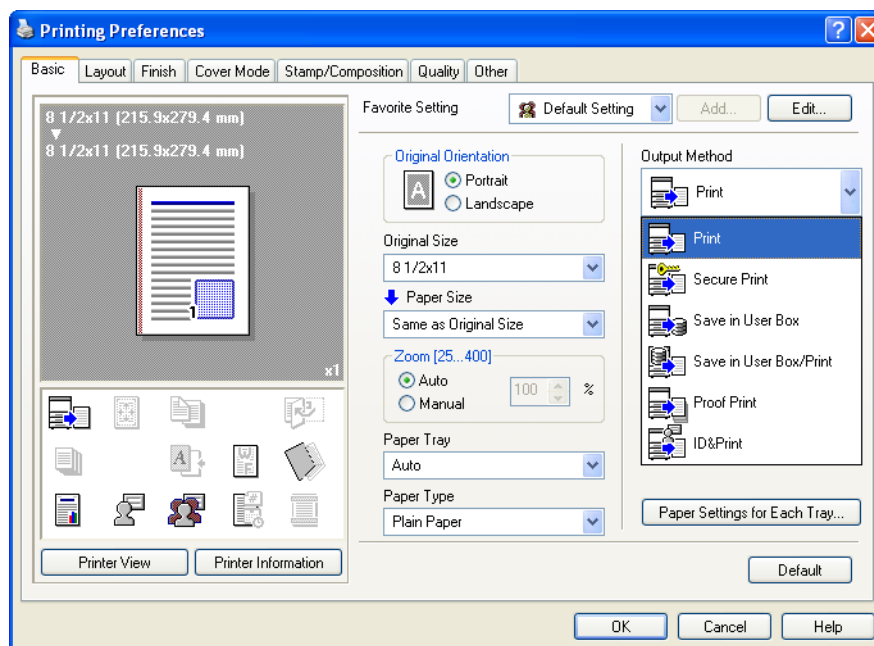 Printing Preferences
Basic Layout Finish Cover Mode Stamp/Composition Quality Other
8 1/2x11 (215.9x279.4 mm)
8 1/2x11 (215.9x279.4 mm)
1
x1
Printer View Printer Information
Favorite Setting Default Setting Add... Edit...
Original Orientation
A Portrait
Landscape
Original Size
8 1/2x11
Paper Size
Same as Original Size
Zoom [25...400]
Auto
Manual
100 %
Paper Tray
Auto
Paper Type
Plain Paper
Output Method
Print
Print
Secure Print
Save in User Box
Save in User Box/Print
Proof Print
ID&Print
Paper Settings for Each Tray...
Default
OK Cancel Help